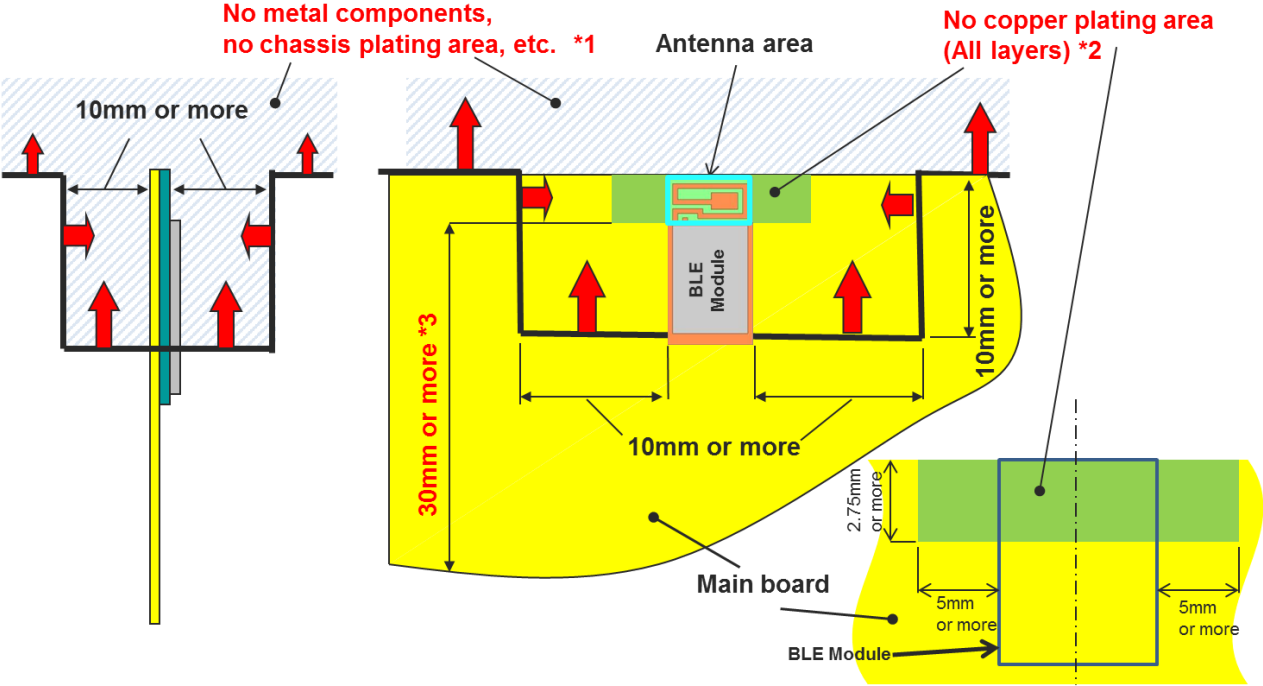 No metal components,
no chassis plating area, etc. *1
Antenna area
No copper plating area
(All layers) *2
10mm or more
BLE
Module
10mm or more
30mm or more *3
10mm or more
2.75mm
or more
Main board
5mm
or more
5mm
or more
BLE Module